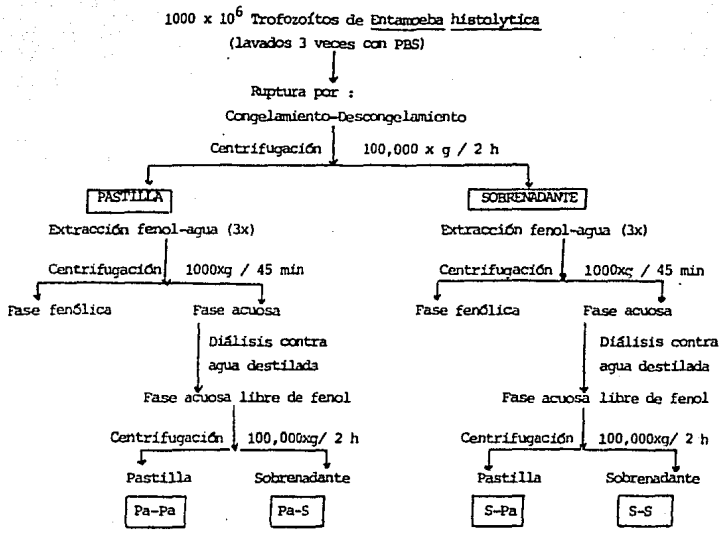 1000 x 10⁶ Trofozoítos de Entamoeba histolytica
(lavados 3 veces con PBS)
Ruptura por :
Congelamiento-Descongelamiento
Centrifugación 100,000 x g / 2 h
PASTILLA SOBRENADANTE
Extracción fenol-agua (3x) Extracción fenol-agua (3x)
Centrifugación 1000xg / 45 min Centrifugación 1000xg / 45 min
Fase fenólica Fase acuosa Fase fenólica Fase acuosa
Diálisis contra Diálisis contra
agua destilada agua destilada
Fase acuosa libre de fenol Fase acuosa libre de fenol
Centrifugación 100,000xg/ 2 h Centrifugación 100,000xg/ 2 h
Pastilla Sobrenadante Pastilla Sobrenadante
Pa-Pa Pa-S S-Pa S-S